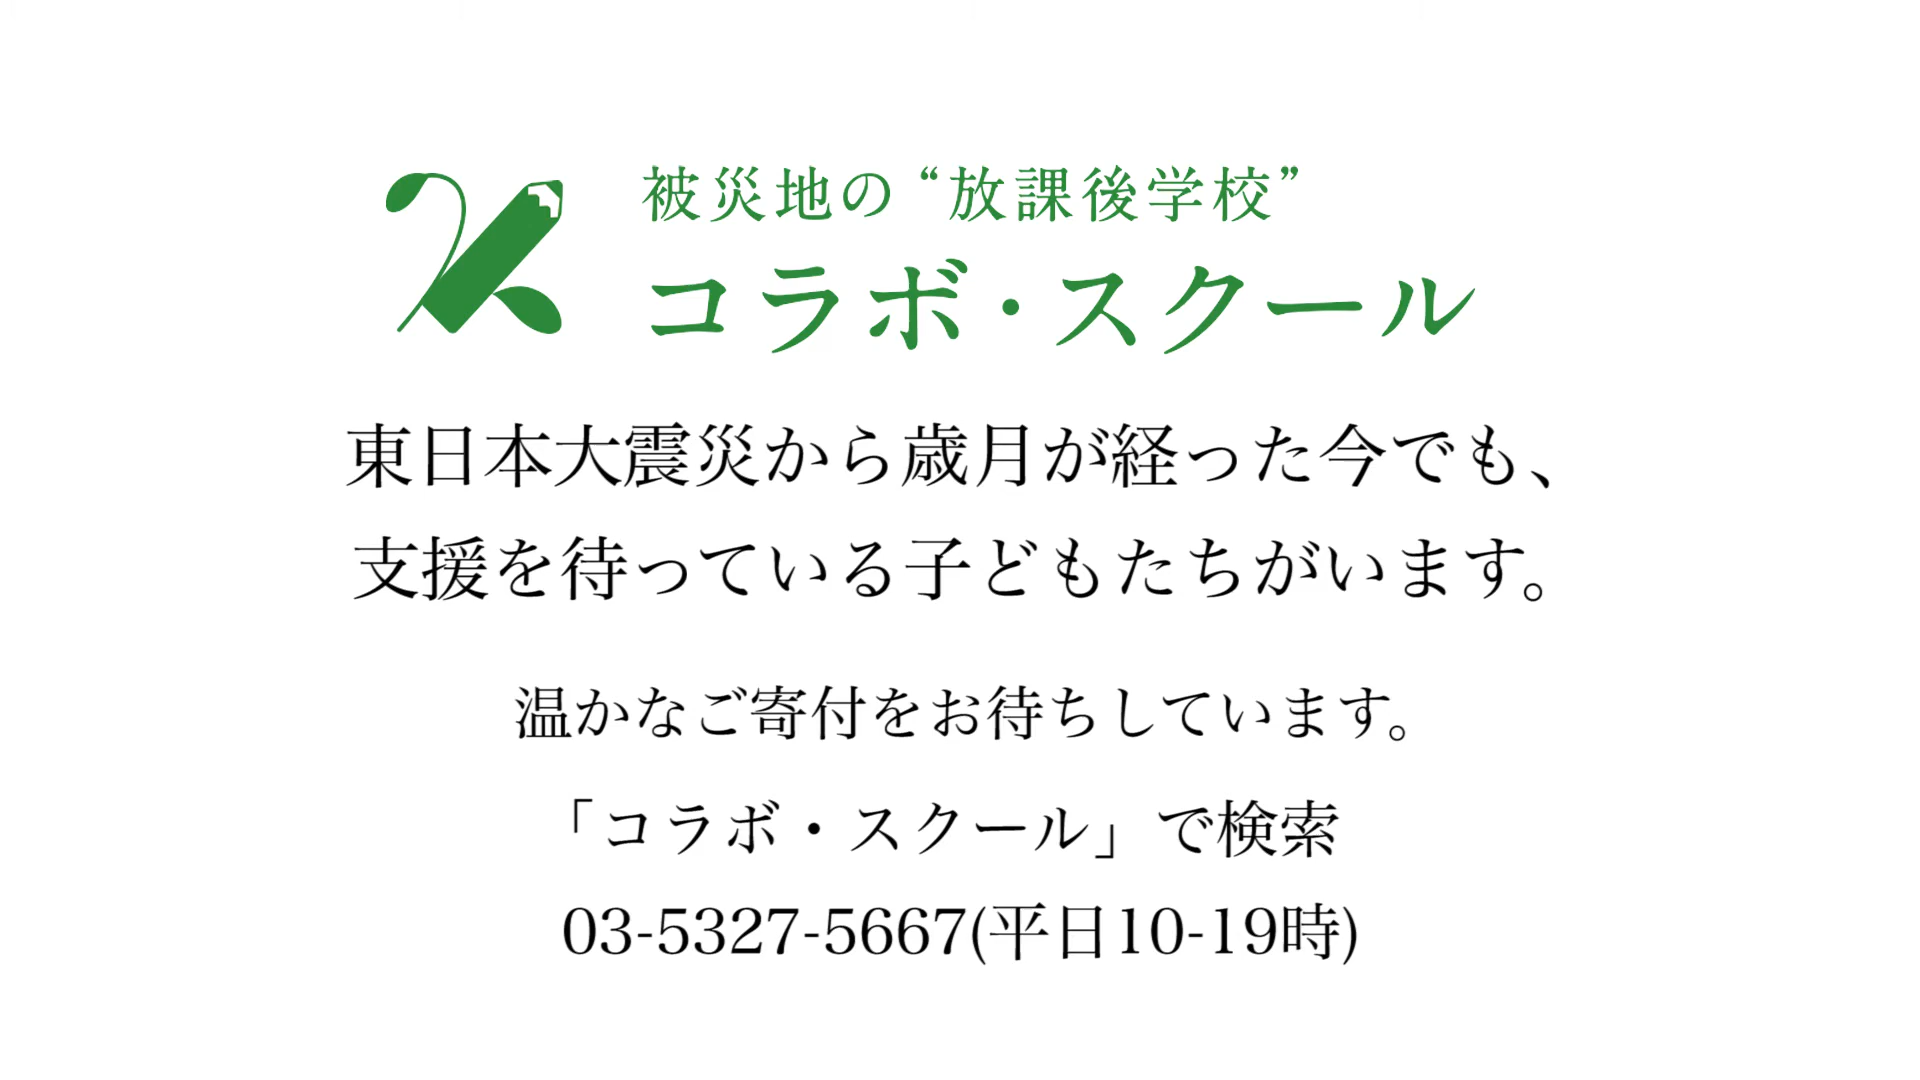 被災地の“放課後学校”
コラボ・スクール
東日本大震災から歳月が経った今でも、
支援を待っている子どもたちがいます。
温かなご寄付をお待ちしています。
「コラボ・スクール」で検索
03-5327-5667(平日10-19時)